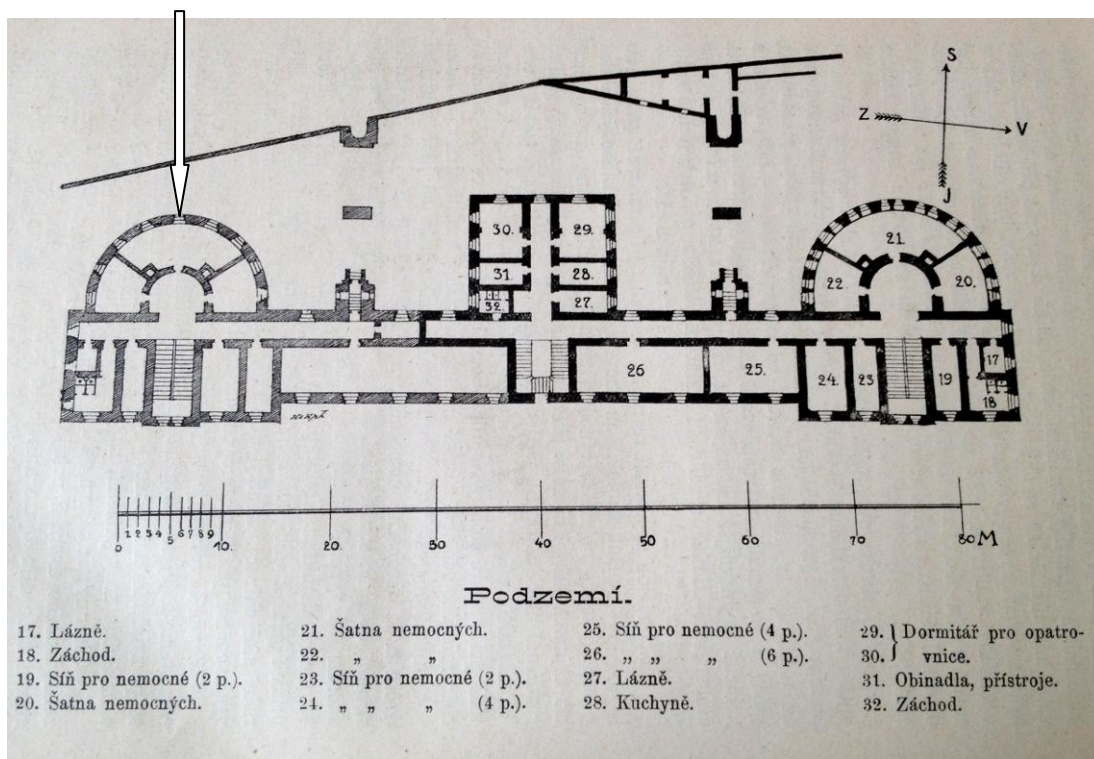 S
Z V
J
30. 29.
31. 28.
32. 27.
21.
22. 20.
26 25. 24. 23 19 17
18
0 1 2 3 4 5 6 7 8 9 10. 20. 30 40 50 60 70 80 M
Podzemí.
17. Lázně.
18. Záchod.
19. Síň pro nemocné (2 p.).
20. Šatna nemocných.
21. Šatna nemocných.
22. „ „
23. Síň pro nemocné (2 p.).
24. „ „ „ (4 p.).
25. Síň pro nemocné (4 p.).
26. „ „ „ (6 p.).
27. Lázně.
28. Kuchyně.
29. } Dormitář pro opatro-
30. } vnice.
31. Obinadla, přístroje.
32. Záchod.